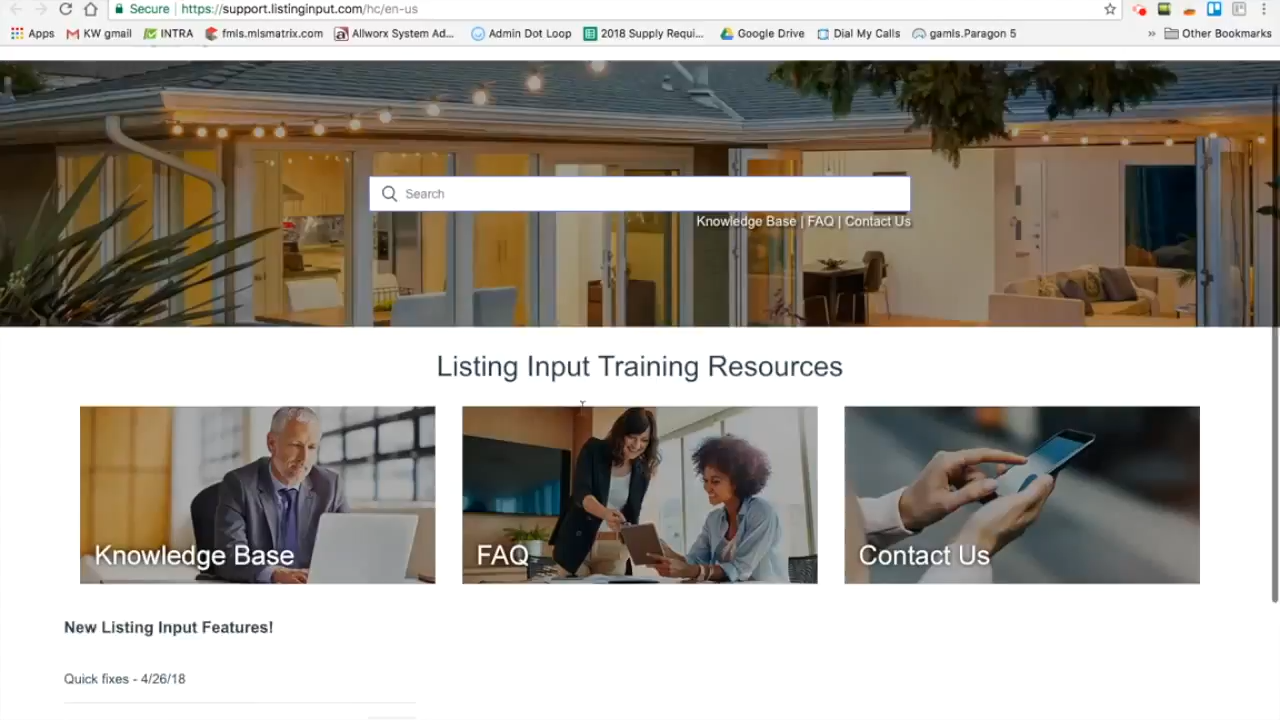 Secure https://support.listinginput.com/hc/en-us
Apps KW gmail INTRA fmls.mlsmatrix.com Allworx System Ad... Admin Dot Loop 2018 Supply Requi... Google Drive Dial My Calls gamls.Paragon 5 » Other Bookmarks
Search
Knowledge Base | FAQ | Contact Us
Listing Input Training Resources
Knowledge Base
FAQ
Contact Us
New Listing Input Features!
Quick fixes - 4/26/18